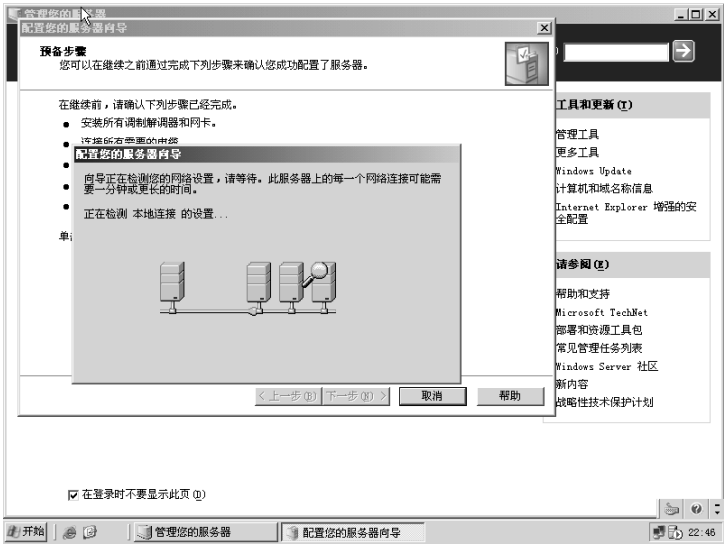 管理您的服务器
配置您的服务器向导
预备步骤
您可以在继续之前通过完成下列步骤来确认您成功配置了服务器。
在继续前，请确认下列步骤已经完成。
● 安装所有调制解调器和网卡。
● 连接所有需要的电缆
配置您的服务器向导
向导正在检测您的网络设置，请等待。此服务器上的每一个网络连接可能需
要一分钟或更长的时间。
正在检测 本地连接 的设置...
单
< 上一步(B)
下一步(N) >
取消
帮助
工具和更新(T)
管理工具
更多工具
Windows Update
计算机和域名称信息
Internet Explorer 增强的安
全配置
请参阅(E)
帮助和支持
Microsoft TechNet
部署和资源工具包
常见管理任务列表
Windows Server 社区
新内容
战略性技术保护计划
在登录时不要显示此页(D)
开始
管理您的服务器
配置您的服务器向导
22:46